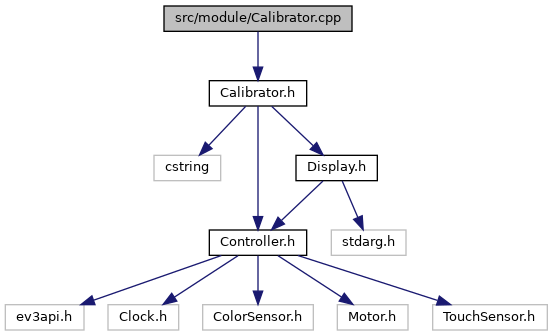 src/module/Calibrator.cpp
Calibrator.h
cstring
Display.h
Controller.h
stdarg.h
ev3api.h
Clock.h
ColorSensor.h
Motor.h
TouchSensor.h